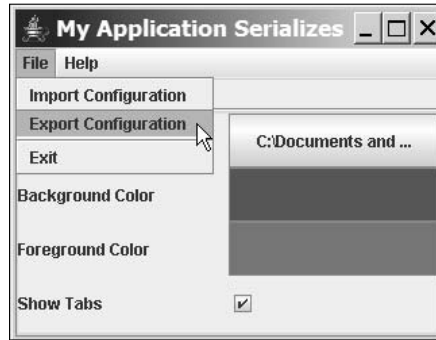 My Application Serializes
File Help
Import Configuration
Export Configuration
Exit
C:\Documents and ...
Background Color
Foreground Color
Show Tabs